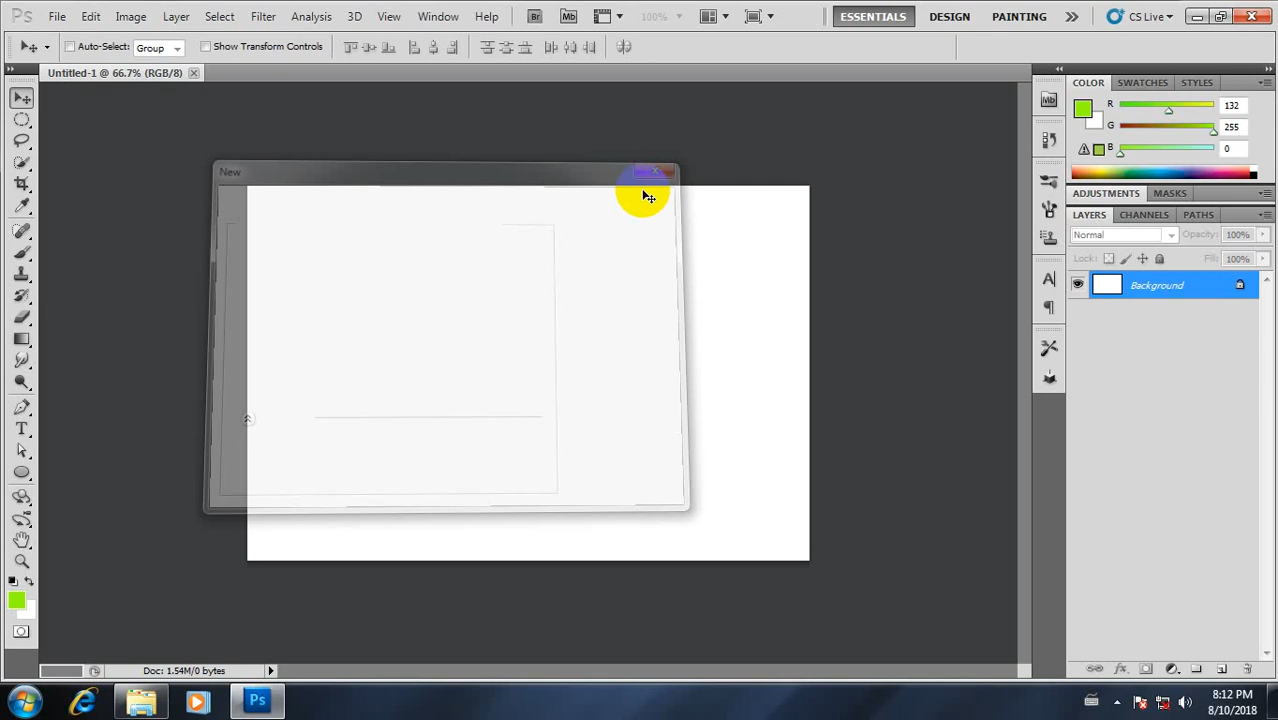 Ps File Edit Image Layer Select Filter Analysis 3D View Window Help Br Mb 100% ESSENTIALS DESIGN PAINTING CS Live
Auto-Select: Group Show Transform Controls
Untitled-1 @ 66.7% (RGB/8)
COLOR SWATCHES STYLES
Mb
R 132
G 255
B 0
New
ADJUSTMENTS MASKS
LAYERS CHANNELS PATHS
Normal Opacity: 100%
Lock: Fill: 100%
Background
Doc: 1.54M/0 bytes
Ps
8:12 PM
8/10/2018